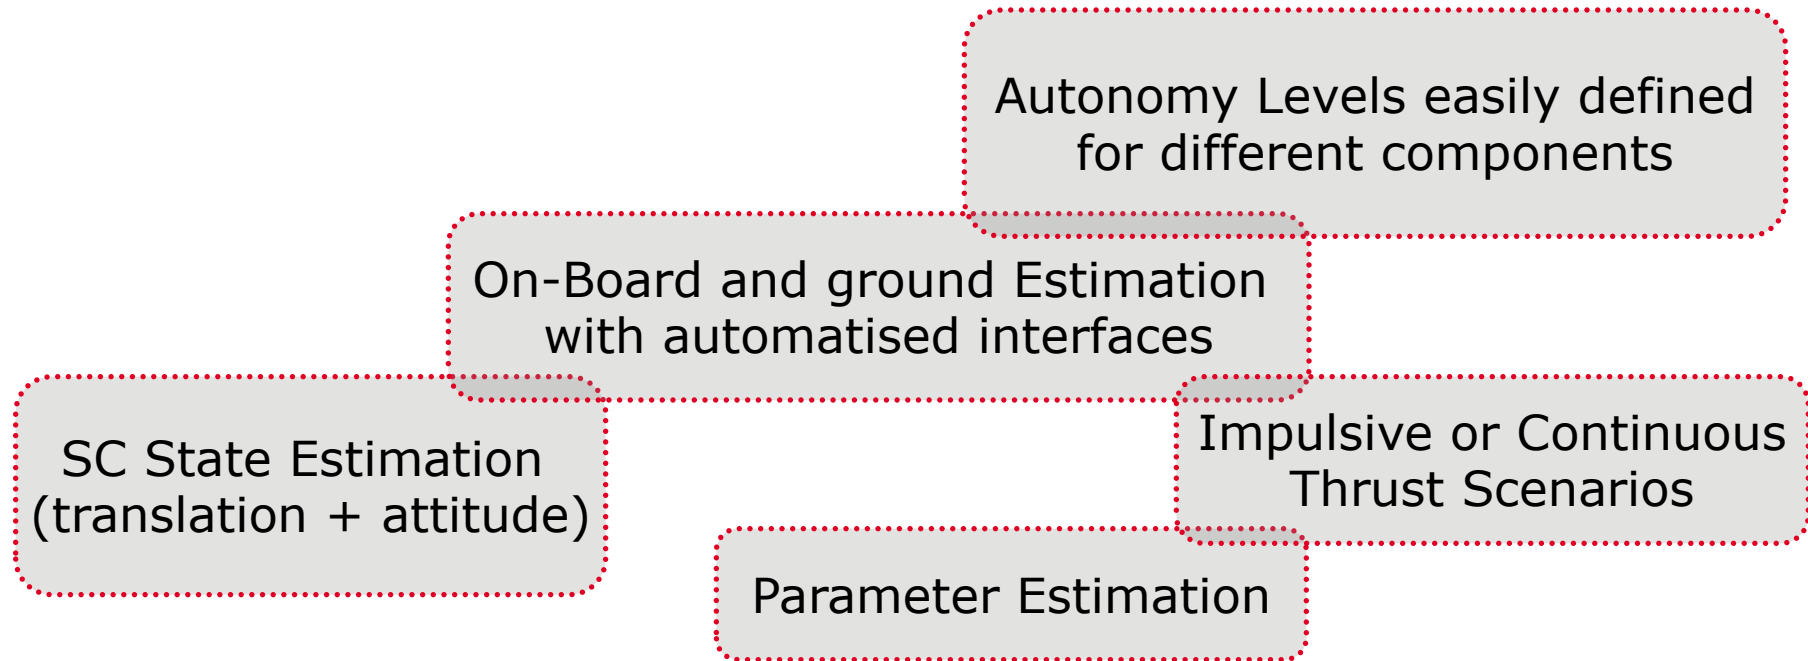 Autonomy Levels easily defined
for different components
On-Board and ground Estimation
with automatised interfaces
SC State Estimation
(translation + attitude)
Impulsive or Continuous
Thrust Scenarios
Parameter Estimation